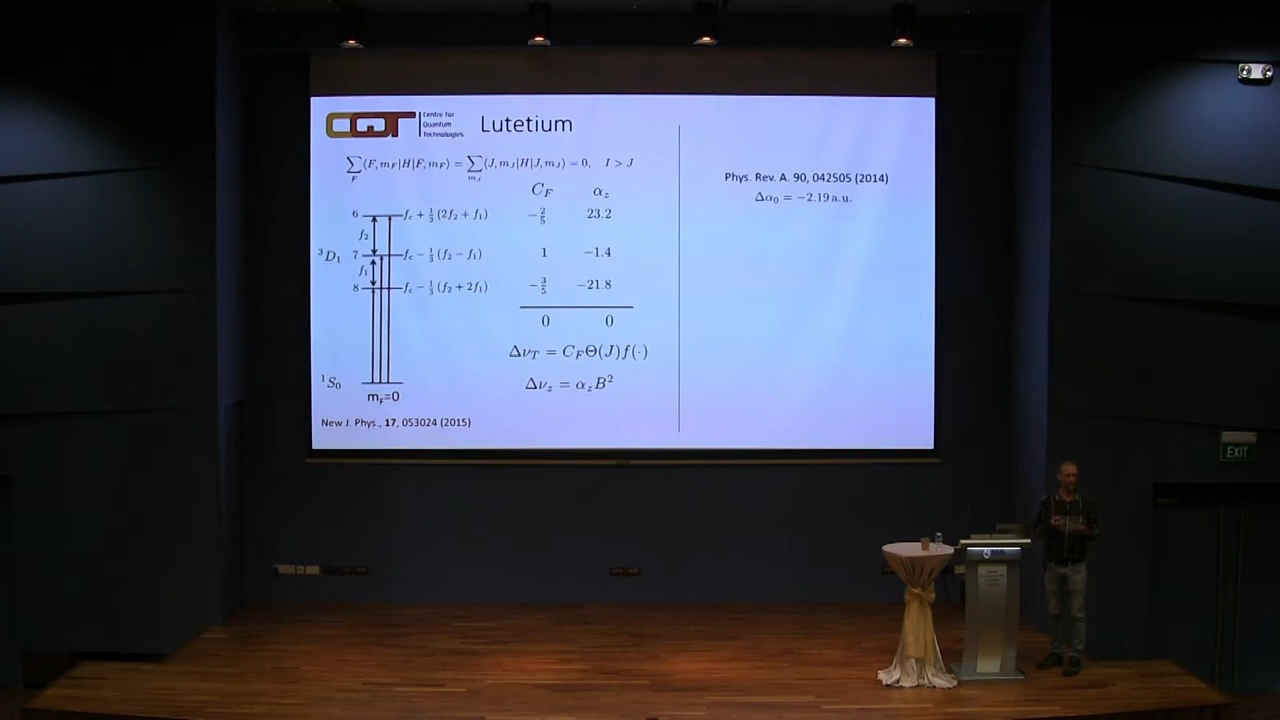 CQT
Centre for
Quantum
Technologies
Lutetium
∑_F ⟨F, m_F|H|F, m_F⟩ = ∑_{m_J} ⟨J, m_J|H|J, m_J⟩ = 0, I > J
C_F α_z
6 f_c + 1/3 (2f_2 + f_1) −2/5 23.2
f_2
³D₁ 7 f_c − 1/3 (f_2 − f_1) 1 −1.4
f_1
8 f_c − 1/3 (f_2 + 2f_1) −3/5 −21.8
0 0
Δν_T = C_F Θ(J) f(·)
¹S₀
Δν_z = α_z B²
m_F=0
New J. Phys., 17, 053024 (2015)
Phys. Rev. A. 90, 042505 (2014)
Δα₀ = −2.19 a.u.
EXIT